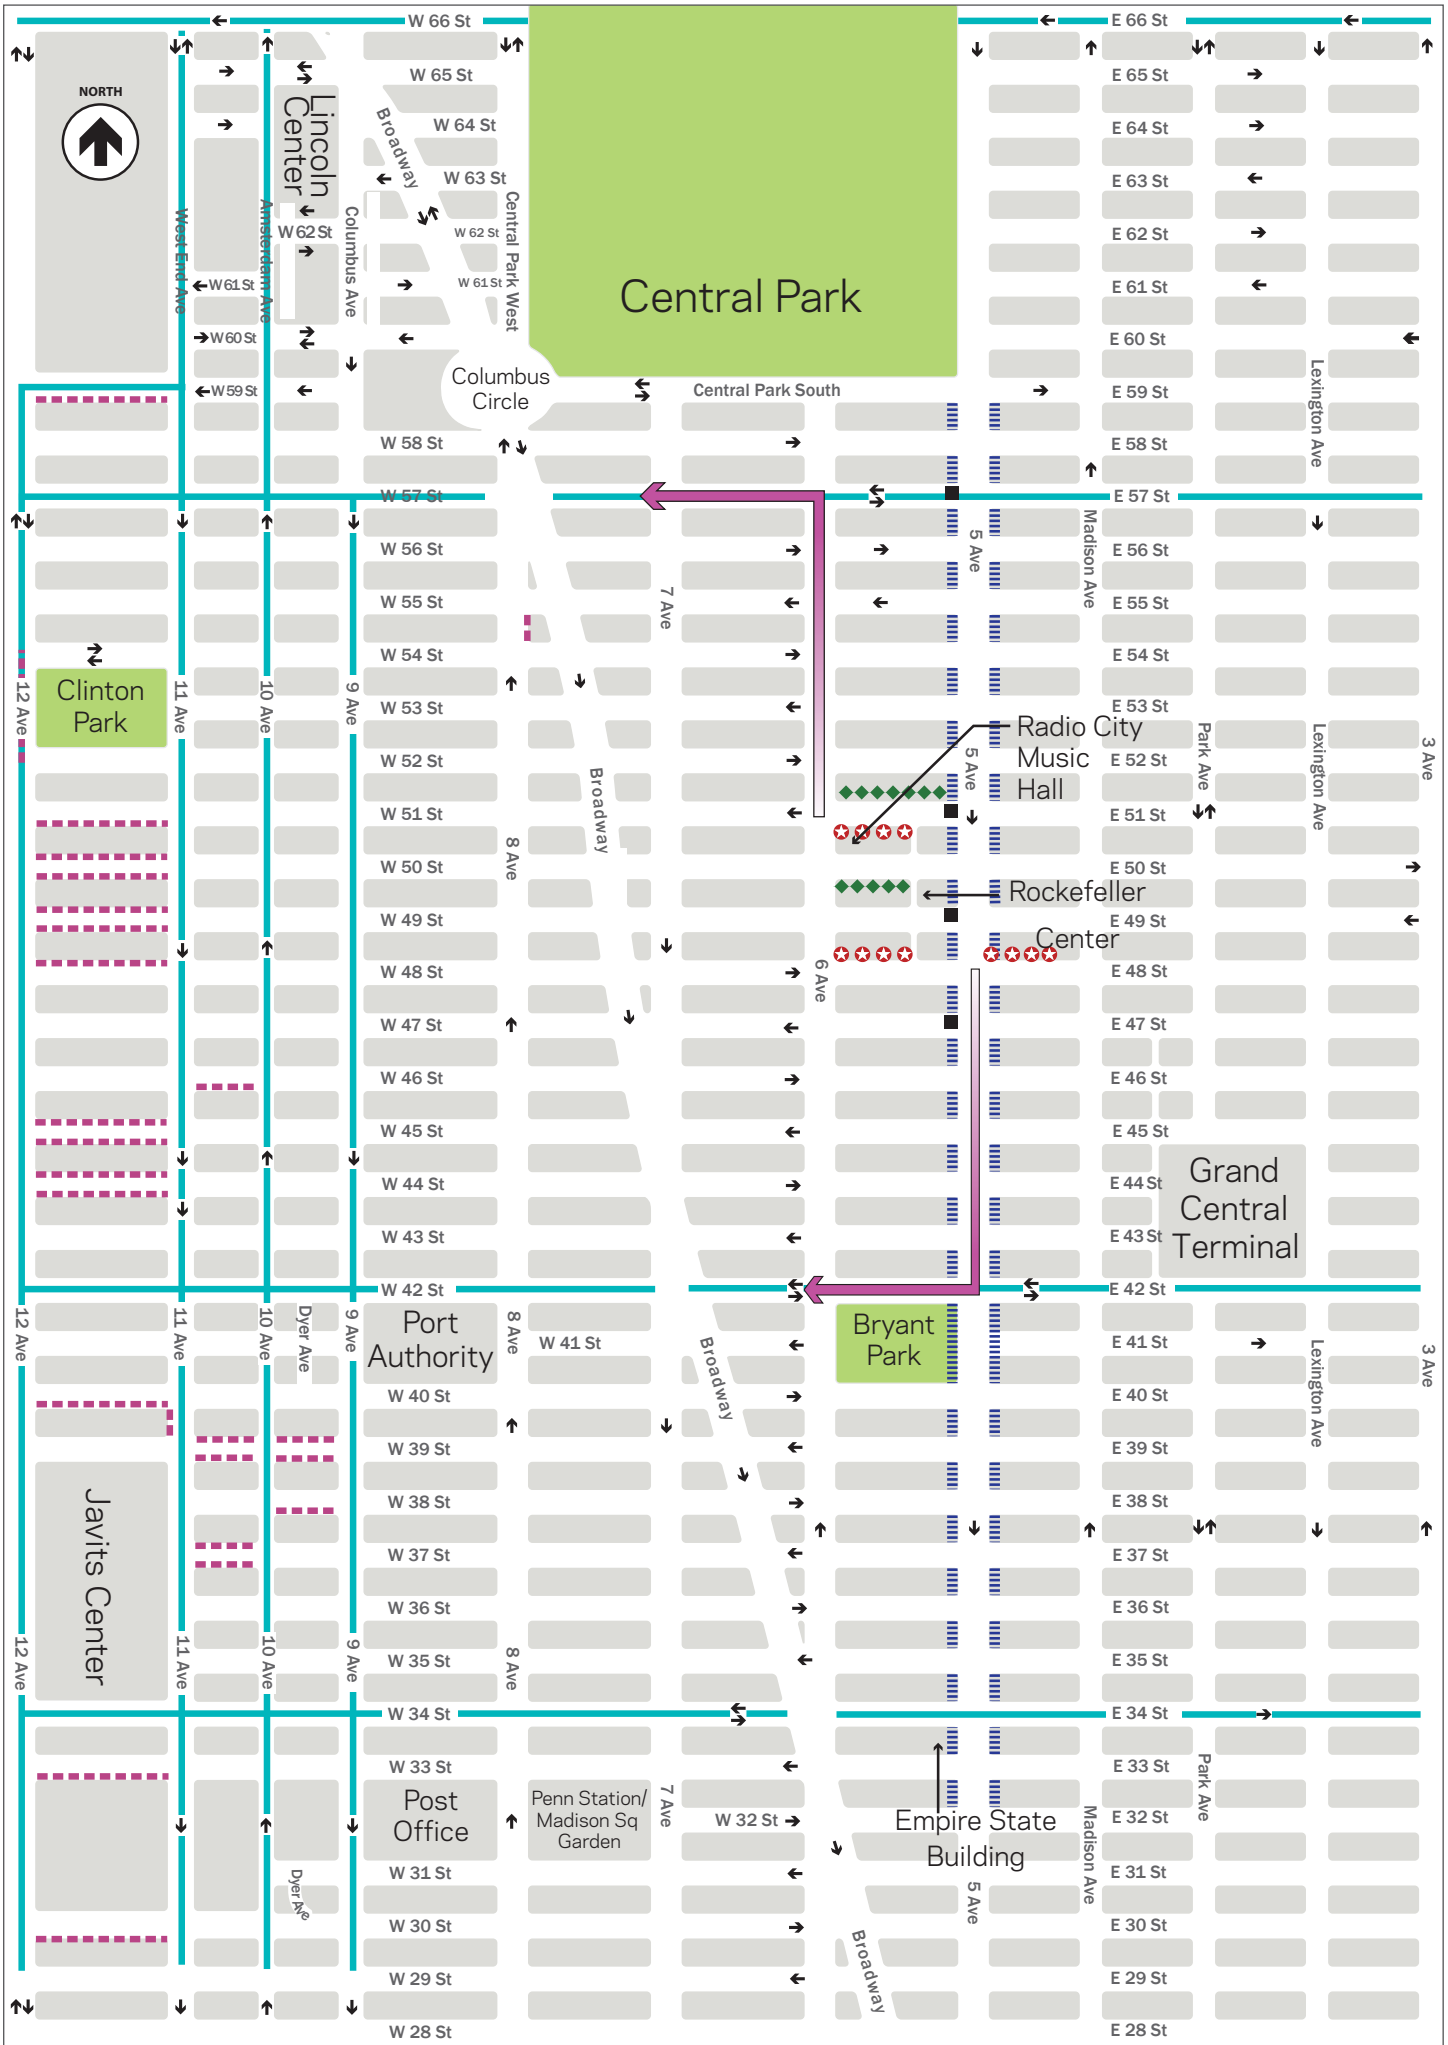 W 66 St
E 66 St
W 65 St
E 65 St
NORTH
Lincoln
Center
Broadway
W 64 St
E 64 St
W 63 St
E 63 St
West End Ave
Amsterdam Ave
Columbus Ave
Central Park West
W 62 St
W 62 St
E 62 St
W 61 St
W 61 St
Central Park
E 61 St
W 60 St
E 60 St
Columbus
Circle
W 59 St
Central Park South
E 59 St
Lexington Ave
W 58 St
E 58 St
W 57 St
E 57 St
W 56 St
5 Ave
Madison Ave
E 56 St
W 55 St
7 Ave
E 55 St
W 54 St
E 54 St
12 Ave
Clinton
Park
11 Ave
10 Ave
9 Ave
W 53 St
E 53 St
Radio City
Music
Hall
W 52 St
Broadway
5 Ave
E 52 St
Park Ave
Lexington Ave
3 Ave
W 51 St
E 51 St
8 Ave
W 50 St
E 50 St
Rockefeller
Center
W 49 St
E 49 St
W 48 St
6 Ave
E 48 St
W 47 St
E 47 St
W 46 St
E 46 St
W 45 St
E 45 St
Grand
Central
Terminal
W 44 St
E 44 St
W 43 St
E 43 St
W 42 St
E 42 St
12 Ave
11 Ave
10 Ave
Dyer Ave
9 Ave
Port
Authority
8 Ave
W 41 St
Broadway
Bryant
Park
E 41 St
Lexington Ave
3 Ave
W 40 St
E 40 St
W 39 St
E 39 St
Javits Center
W 38 St
E 38 St
W 37 St
E 37 St
W 36 St
E 36 St
12 Ave
11 Ave
10 Ave
9 Ave
W 35 St
8 Ave
E 35 St
W 34 St
E 34 St
W 33 St
E 33 St
Park Ave
Post
Office
Penn Station/
Madison Sq
Garden
7 Ave
W 32 St
Empire State
Building
Madison Ave
E 32 St
W 31 St
E 31 St
Dyer Ave
5 Ave
W 30 St
E 30 St
Broadway
W 29 St
E 29 St
W 28 St
E 28 St